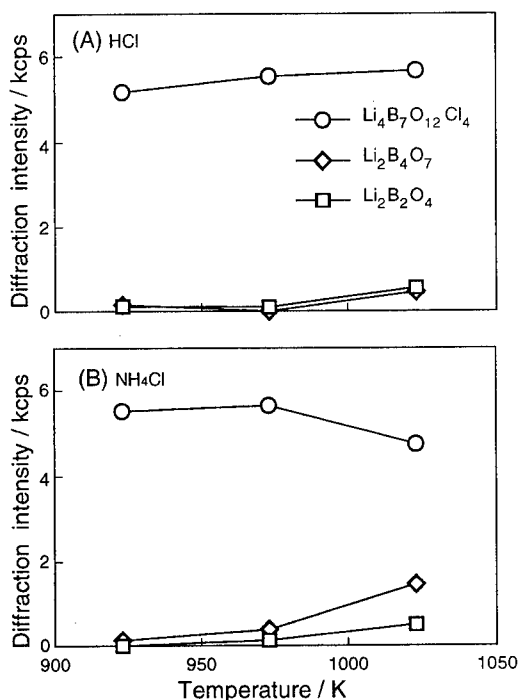 (A) HCl
Diffraction intensity / kcps
6
4
2
0
Li₄B₇O₁₂Cl₄
Li₂B₄O₇
Li₂B₂O₄
(B) NH₄Cl
Diffraction intensity / kcps
6
4
2
0
900
950
1000
1050
Temperature / K